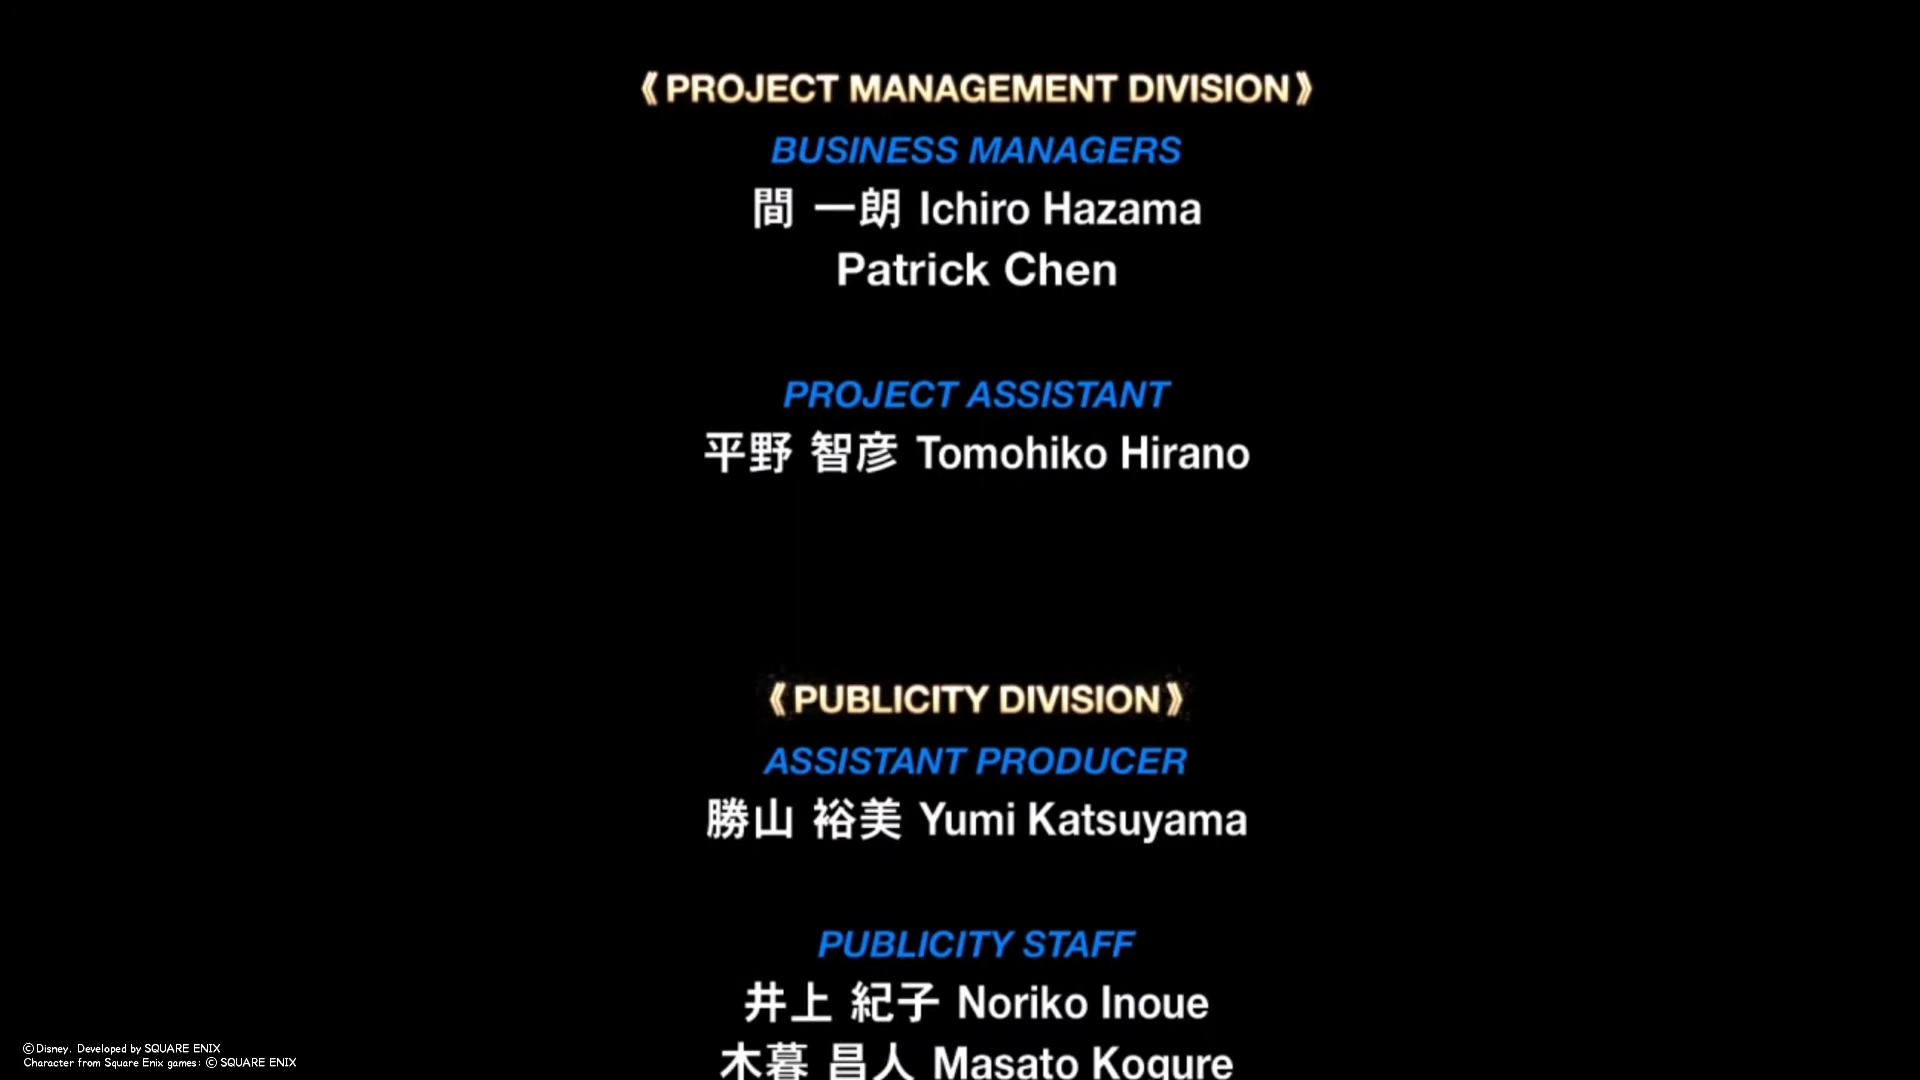 《PROJECT MANAGEMENT DIVISION》
BUSINESS MANAGERS
間 一朗 Ichiro Hazama
Patrick Chen
PROJECT ASSISTANT
平野 智彦 Tomohiko Hirano
《PUBLICITY DIVISION》
ASSISTANT PRODUCER
勝山 裕美 Yumi Katsuyama
PUBLICITY STAFF
井上 紀子 Noriko Inoue
木暮 昌人 Masato Kogure
©Disney. Developed by SQUARE ENIX
Character from Square Enix games: © SQUARE ENIX